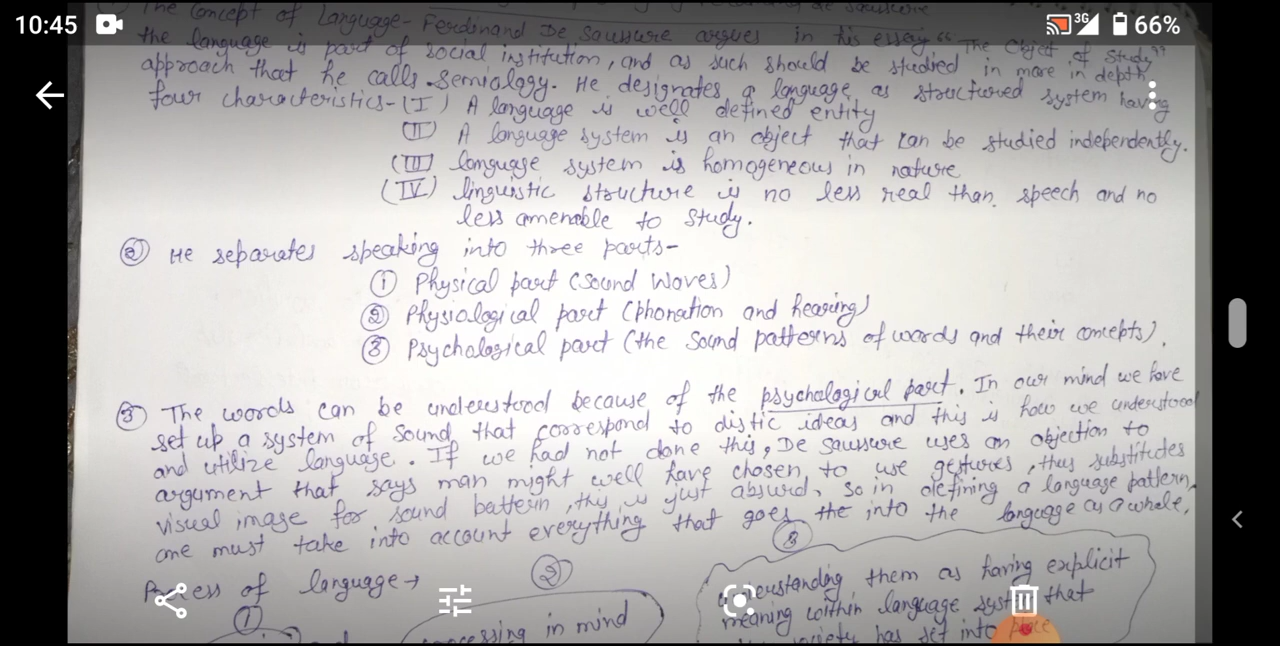 10:45
3G
66%
The Concept of Language- Ferdinand De Saussure argues in his essay "The Object of Study"
the language is part of social institution, and as such should be studied in more in depth
approach that he calls semiology. He designates a language as structured system having
four characteristics- (I) A language is well defined entity
(II) A language system is an object that can be studied independently.
(III) language system is homogeneous in nature
(IV) linguistic structure is no less real than speech and no
less amenable to study.
② He separates speaking into three parts-
① Physical part (Sound Waves)
② Physiological part (phonation and hearing)
③ Psychological part (the sound patterns of words and their concepts).
③ The words can be understood because of the psychological part. In our mind we have
set up a system of sound that correspond to distic ideas and this is how we understood
and utilize language. If we had not done this, De Saussure uses an objection to
argument that says man might well have chosen to use gestures, thus substitutes
visual image for sound battern, this is just absurd. So in defining a language pattern,
one must take into account everything that goes the into the language as a whole.
Process of language →
①
②
③
processing in mind
understanding them as having explicit
meaning within language system that
society has set into place